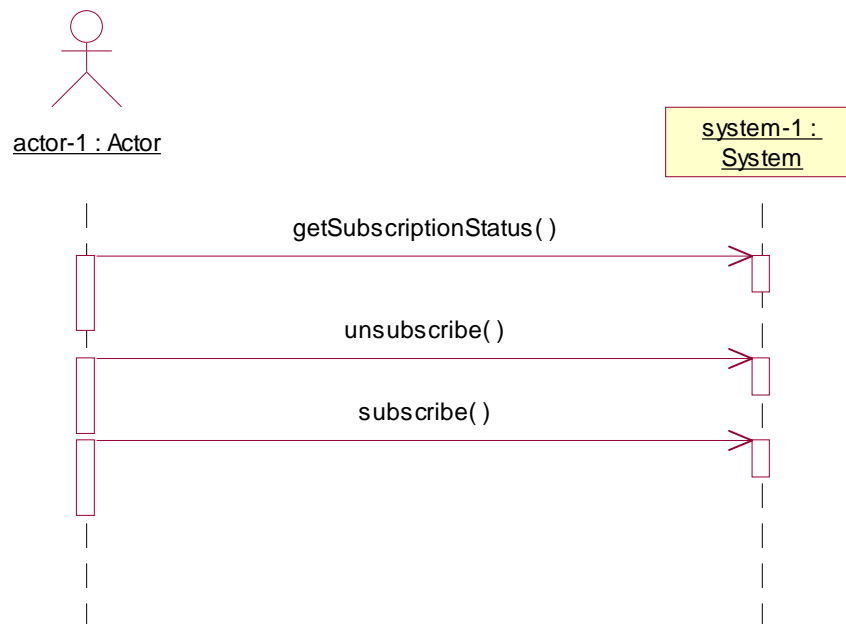 actor-1 : Actor
system-1 :
System
getSubscriptionStatus( )
unsubscribe( )
subscribe( )